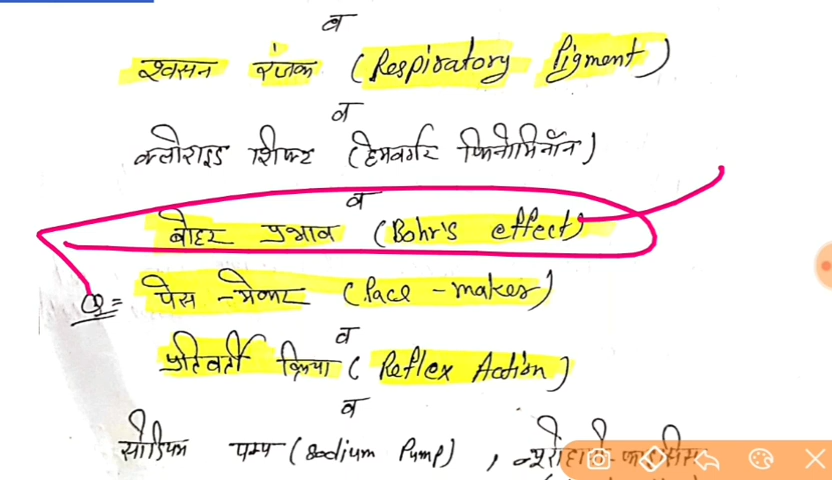 व
श्वसन रंजक (Respiratory Pigment)
व
क्लोराइड शिफ्ट (हेमबर्गर फिनोमिनॉन)
व
बोहर प्रभाव (Bohr's effect)
Q= पेस-मेकर (Pace-maker)
व
प्रतिवर्ती क्रिया (Reflex Action)
व
सोडियम पम्प (Sodium Pump) ,